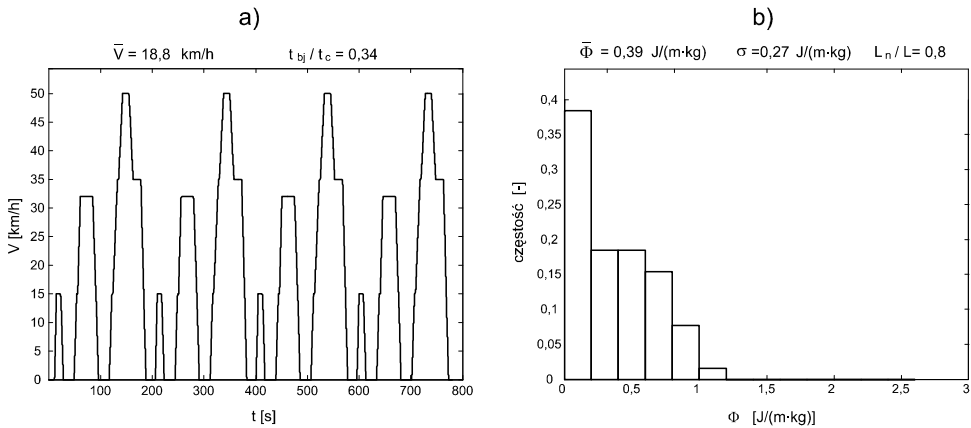 a)
V̅ = 18,8 km/h t bj / t c = 0,34
50
45
40
35
30
25
20
15
10
5
0
V [km/h]
100 200 300 400 500 600 700 800
t [s]
b)
Φ̅ = 0,39 J/(m·kg) σ =0,27 J/(m·kg) L n / L= 0,8
0,4
0,35
0,3
0,25
0,2
0,15
0,1
0,05
0
częstość [-]
0 0,5 1 1,5 2 2,5 3
Φ [J/(m·kg)]